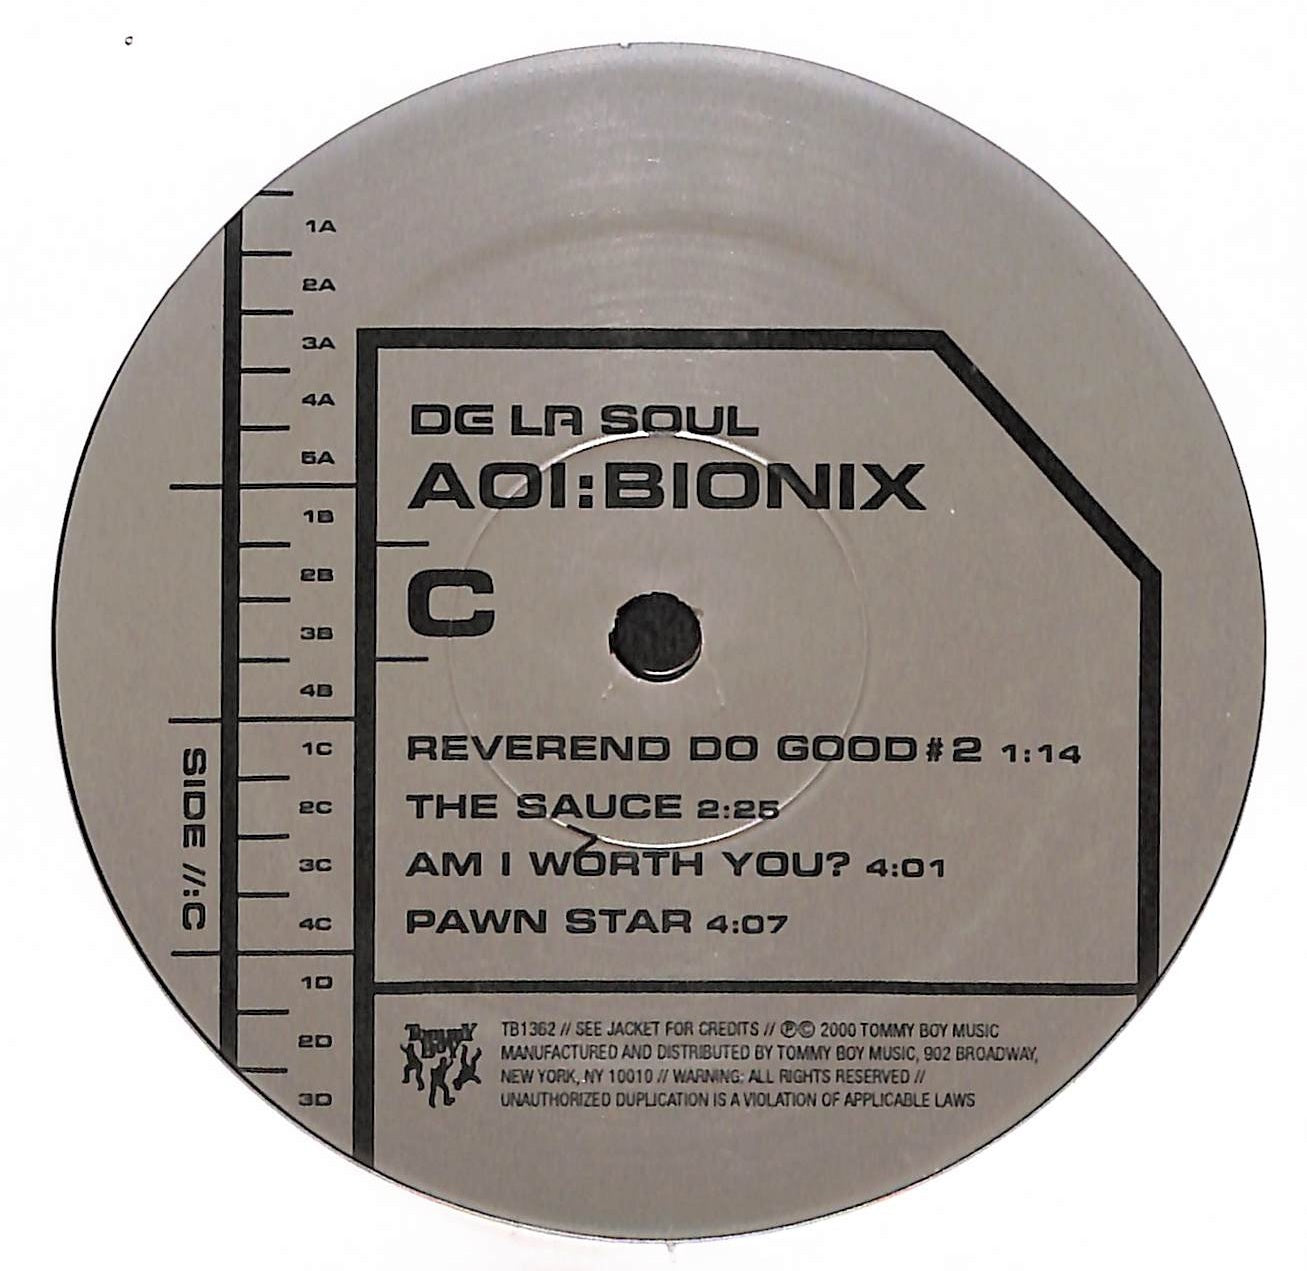 1A
2A
3A
4A
5A
1B
2B
3B
4B
1C
2C
3C
4C
1D
2D
3D
SIDE //:C
DE LA SOUL
AOI:BIONIX
C
REVEREND DO GOOD #2 1:14
THE SAUCE 2:25
AM I WORTH YOU? 4:01
PAWN STAR 4:07
TOMMY
BOY
TB1362 // SEE JACKET FOR CREDITS // ℗© 2000 TOMMY BOY MUSIC
MANUFACTURED AND DISTRIBUTED BY TOMMY BOY MUSIC, 902 BROADWAY,
NEW YORK, NY 10010 // WARNING: ALL RIGHTS RESERVED //
UNAUTHORIZED DUPLICATION IS A VIOLATION OF APPLICABLE LAWS